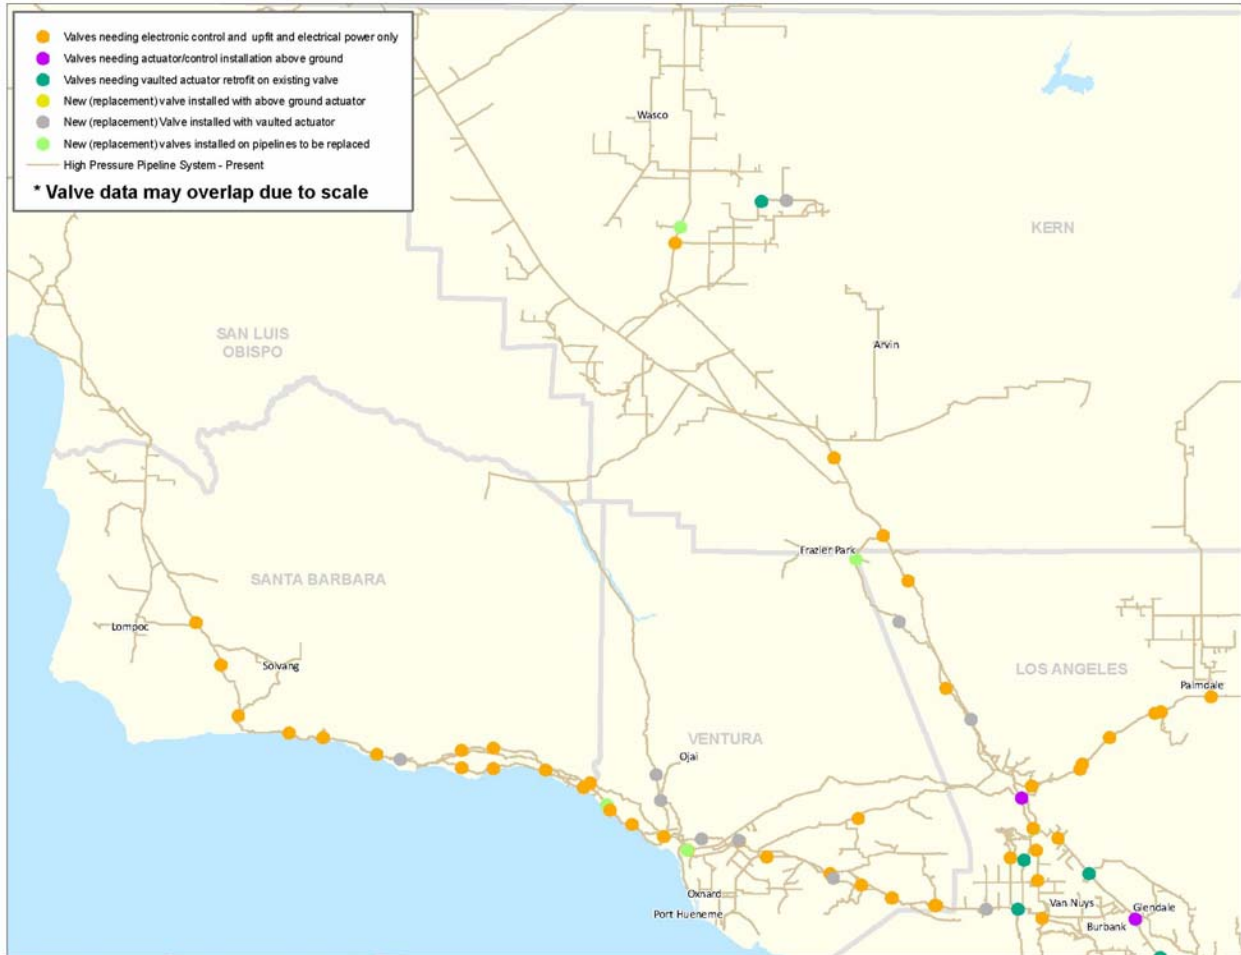 Valves needing electronic control and upfit and electrical power only
Valves needing actuator/control installation above ground
Valves needing vaulted actuator retrofit on existing valve
New (replacement) valve installed with above ground actuator
New (replacement) Valve installed with vaulted actuator
New (replacement) valves installed on pipelines to be replaced
High Pressure Pipeline System - Present
* Valve data may overlap due to scale
Wasco
KERN
SAN LUIS
OBISPO
Arvin
Frazier Park
SANTA BARBARA
Lompoc
Solvang
LOS ANGELES
Palmdale
VENTURA
Ojai
Oxnard
Port Hueneme
Van Nuys
Glendale
Burbank